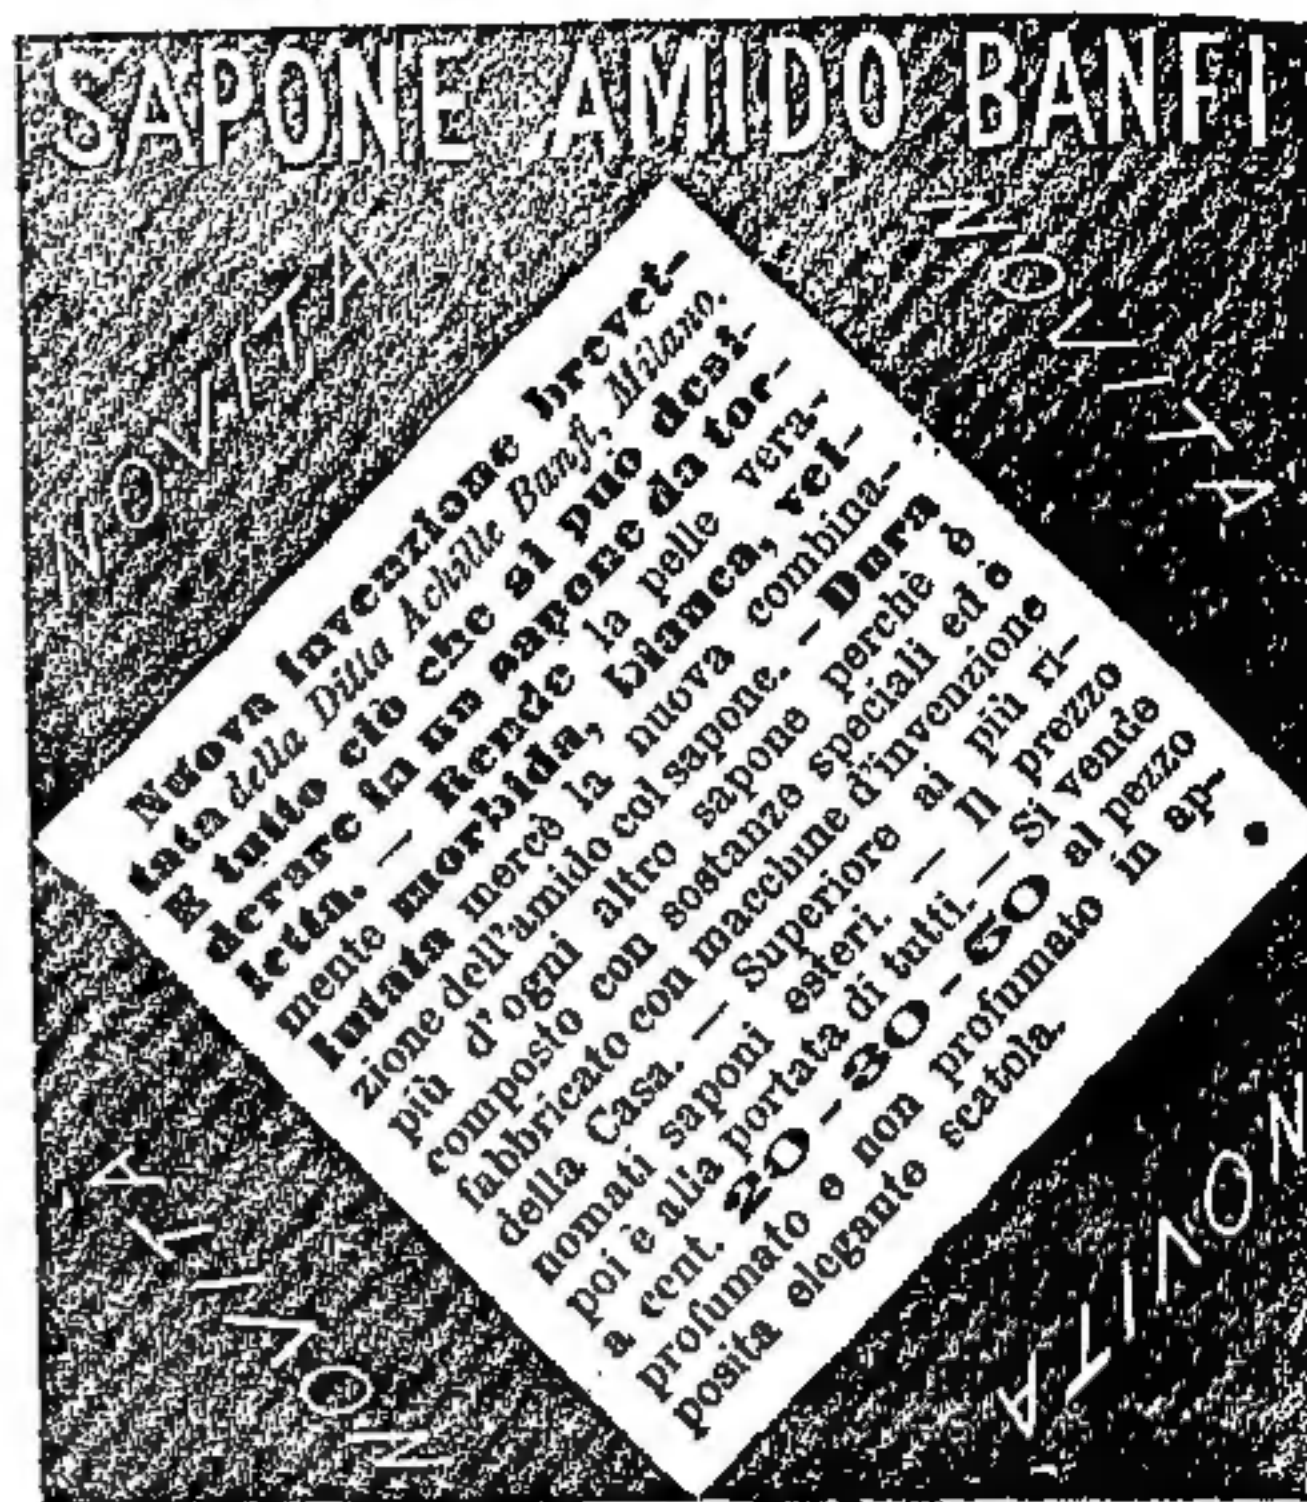 SAPONE AMIDO BANFI
NOVITÀ
NOVITA
Nuova invenzione brevet-
tata della Ditta Achille Banfi, Milano.
È tutto ciò che si può desi-
derare in un sapone da toe-
letta. — Rende la pelle vera-
mente morbida, bianca, vel-
lutata mercè la nuova combina-
zione dell'amido col sapone. — Dura
più d'ogni altro sapone perchè è
composto con sostanze speciali ed è
fabbricato con macchine d'invenzione
della Casa. — Superiore ai più ri-
nomati saponi esteri. — Il prezzo
poi è alla portata di tutti. — Si vende
a cent. 20 - 30 - 50 al pezzo
profumato e non profumato in ap-
posita elegante scatola.
NOVITÀ
NOVITA